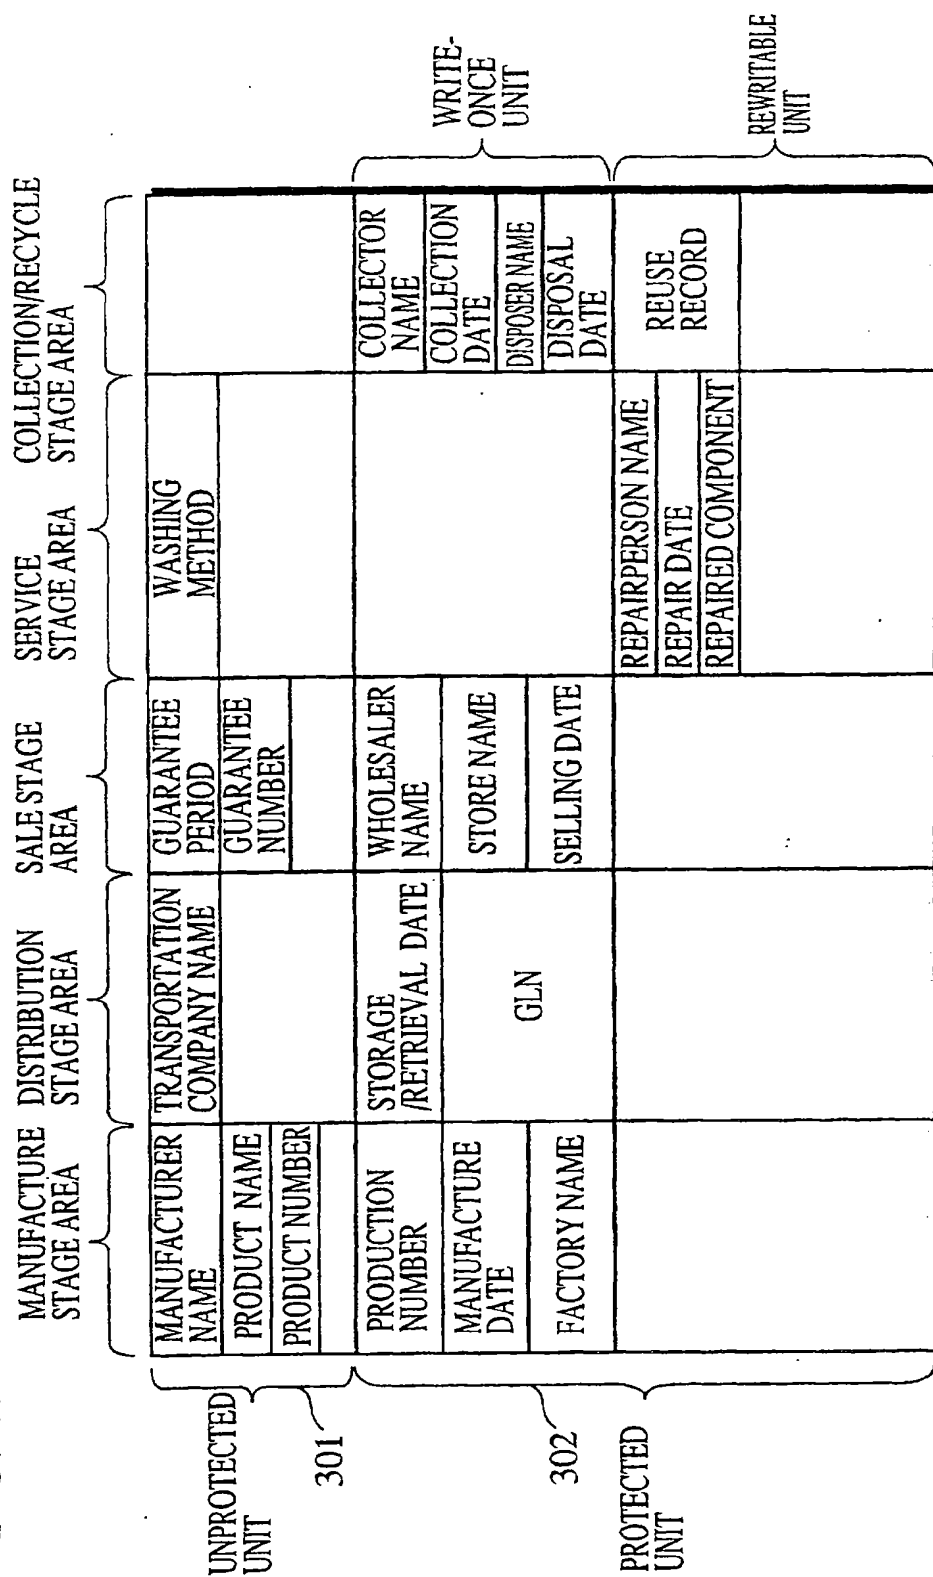 MANUFACTURE
STAGE AREA
DISTRIBUTION
STAGE AREA
SALE STAGE
AREA
SERVICE
STAGE AREA
COLLECTION/RECYCLE
STAGE AREA
UNPROTECTED
UNIT
301
MANUFACTURER
NAME
PRODUCT NAME
PRODUCT NUMBER
TRANSPORTATION
COMPANY NAME
GUARANTEE
PERIOD
GUARANTEE
NUMBER
WASHING
METHOD
302
PROTECTED
UNIT
PRODUCTION
NUMBER
MANUFACTURE
DATE
FACTORY NAME
STORAGE
/RETRIEVAL DATE
GLN
WHOLESALER
NAME
STORE NAME
SELLING DATE
COLLECTOR
NAME
COLLECTION
DATE
DISPOSER NAME
DISPOSAL
DATE
WRITE-
ONCE
UNIT
REPAIRPERSON NAME
REPAIR DATE
REPAIRED COMPONENT
REUSE
RECORD
REWRITABLE
UNIT